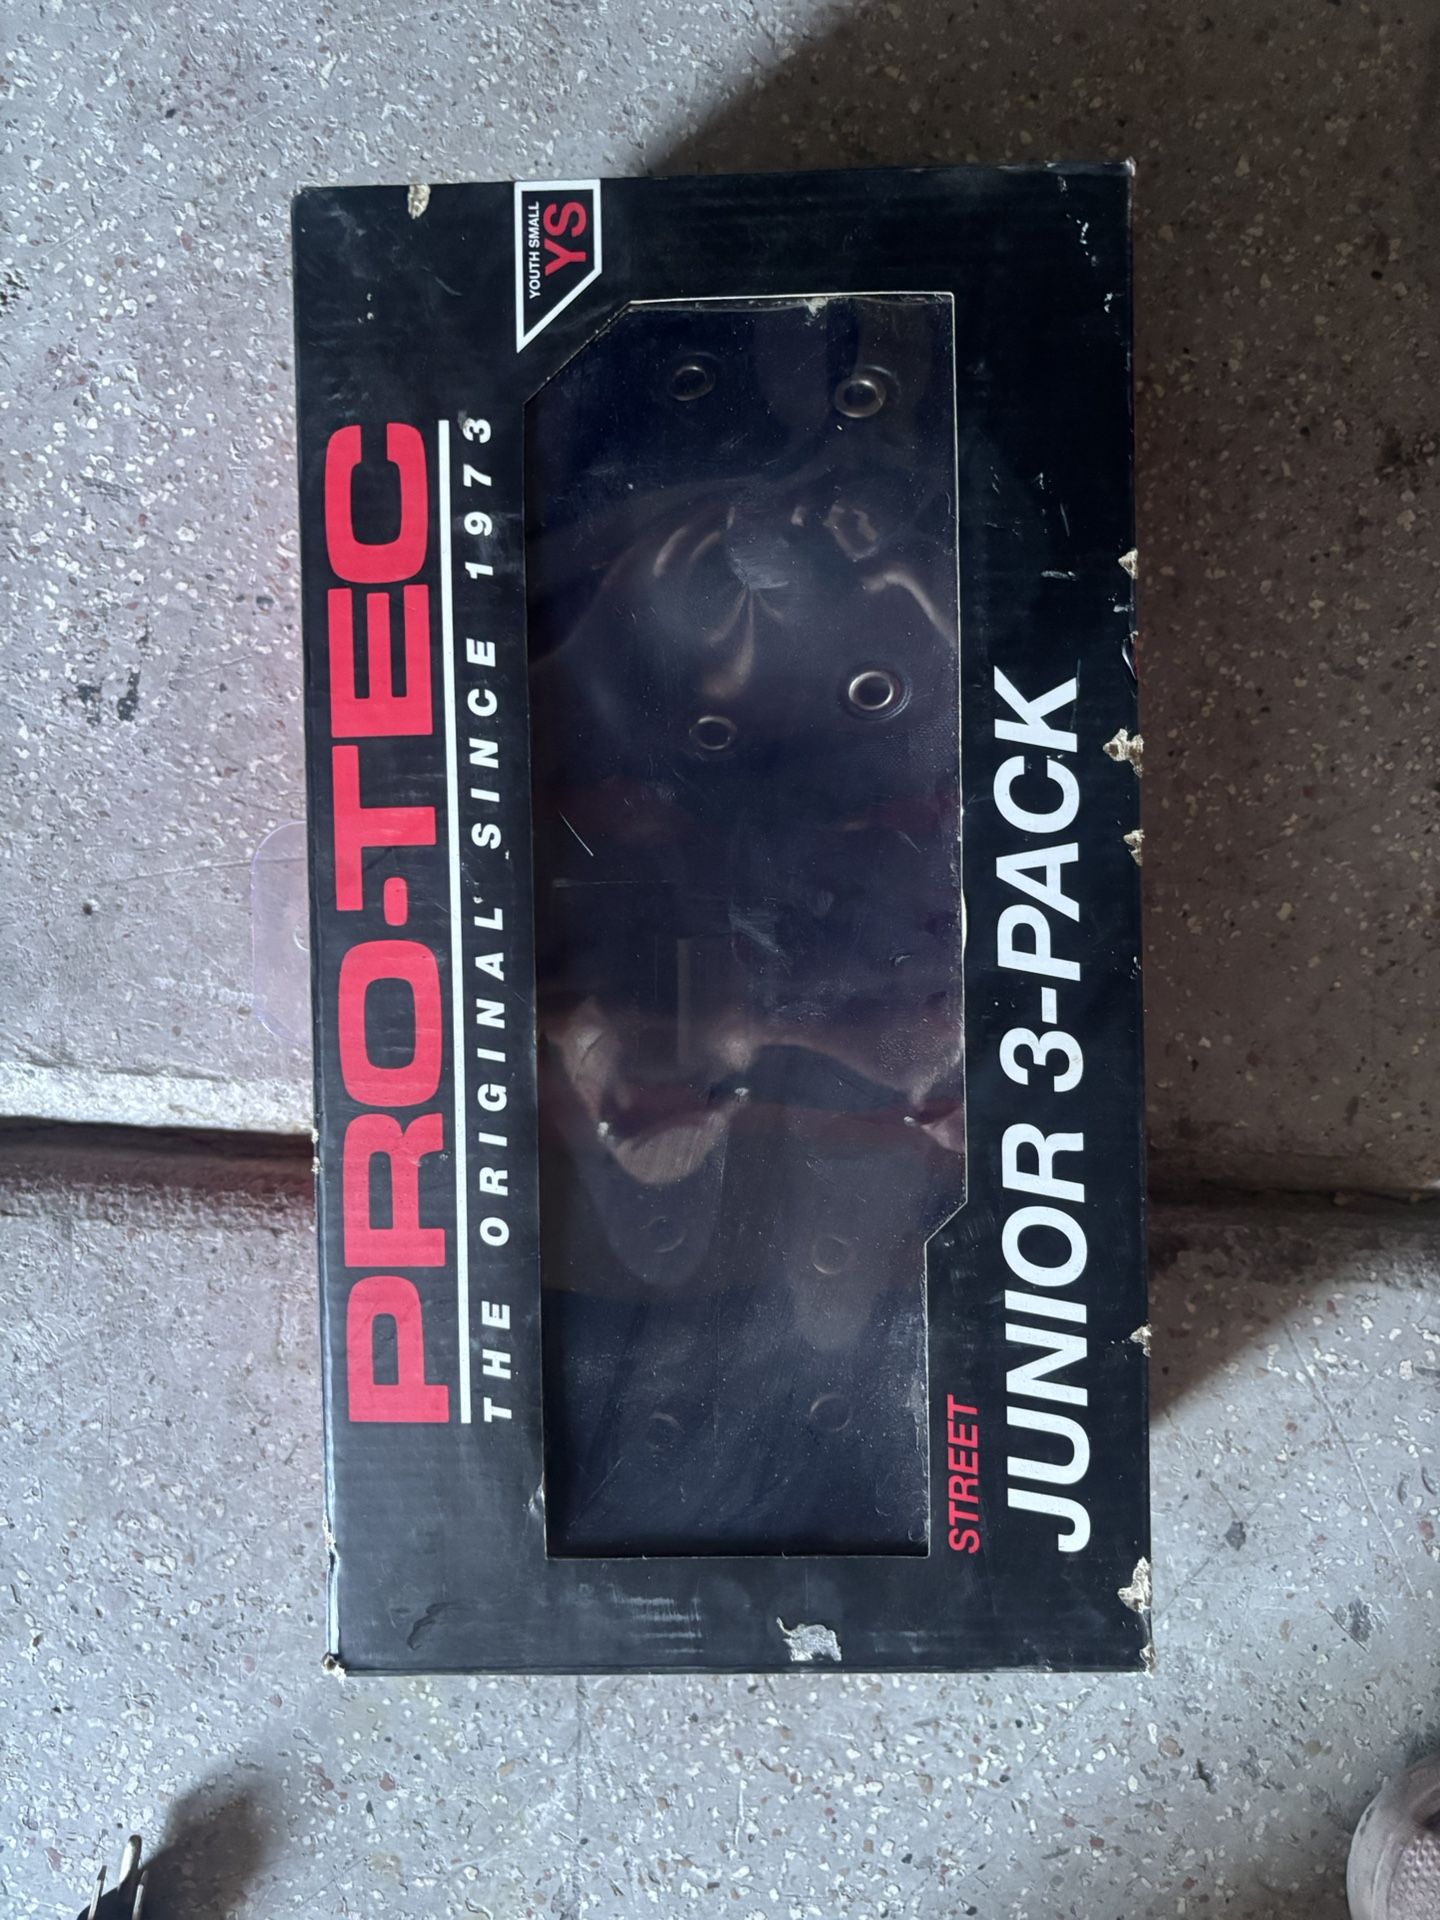 YOUTH SMALL
YS
PRO-TEC
THE ORIGINAL SINCE 1973
STREET
JUNIOR 3-PACK